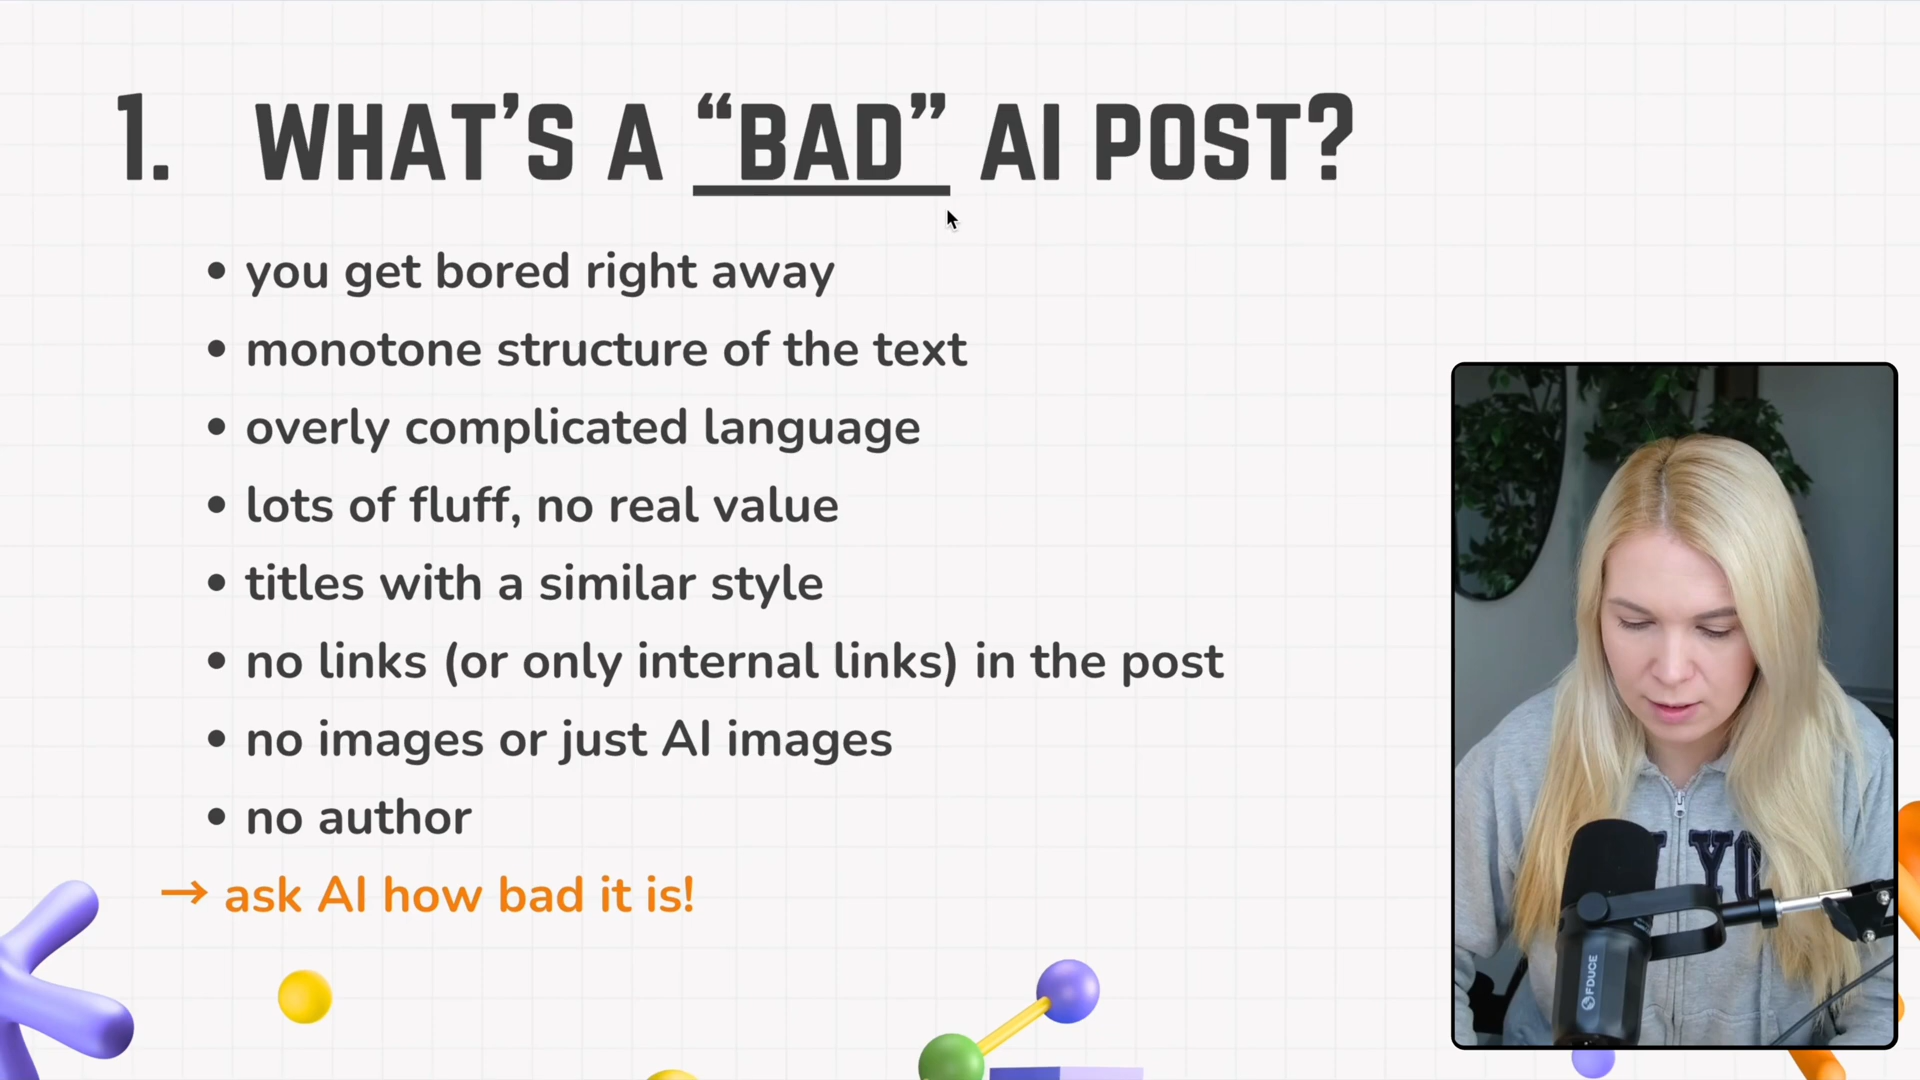 1. WHAT’S A “BAD” AI POST?
• you get bored right away
• monotone structure of the text
• overly complicated language
• lots of fluff, no real value
• titles with a similar style
• no links (or only internal links) in the post
• no images or just AI images
• no author
→ ask AI how bad it is!
YO
FDUCE